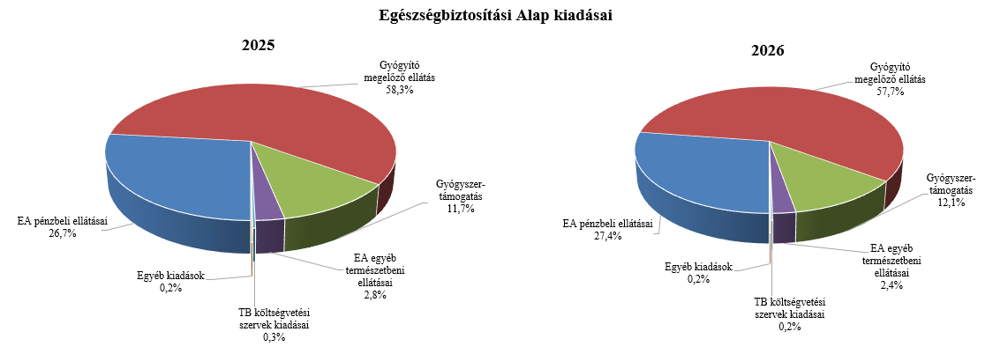 Egészségbiztosítási Alap kiadásai
2025
Gyógyító
megelőző ellátás
58,3%
Gyógyszer-
támogatás
11,7%
EA pénzbeli ellátásai
26,7%
EA egyéb
természetbeni
ellátásai
2,8%
Egyéb kiadások
0,2%
TB költségvetési
szervek kiadásai
0,3%
2026
Gyógyító
megelőző ellátás
57,7%
Gyógyszer-
támogatás
12,1%
EA pénzbeli ellátásai
27,4%
EA egyéb
természetbeni
ellátásai
2,4%
Egyéb kiadások
0,2%
TB költségvetési
szervek kiadásai
0,2%